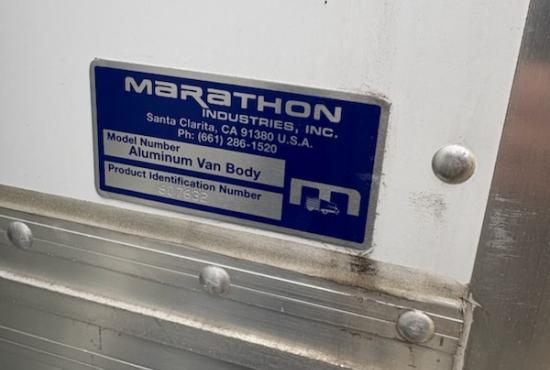 MARATHON
INDUSTRIES, INC.
Santa Clarita, CA 91380 U.S.A.
Ph: (661) 286-1520
Model Number
Aluminum Van Body
Product Identification Number
m